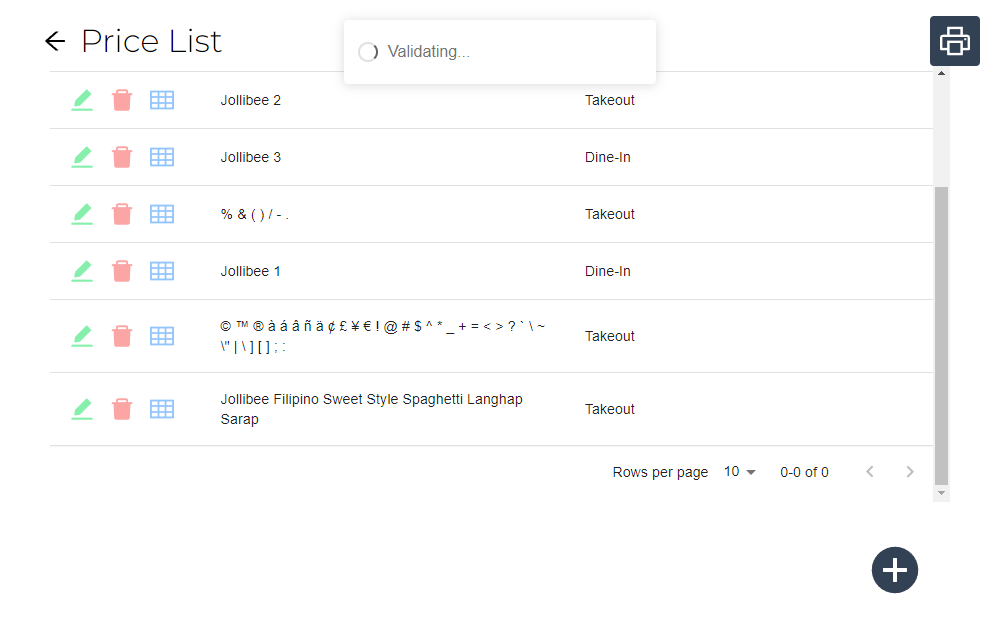 Price List
Validating...
Jollibee 2 Takeout
Jollibee 3 Dine-In
% & ( ) / - .  Takeout
Jollibee 1 Dine-In
© ™ ® à á â ñ ä ¢ £ ¥ € ! @ # $ ^ * _ + = < > ? ` \ ~
\" | \ ] [ ] ; :
Takeout
Jollibee Filipino Sweet Style Spaghetti Langhap
Sarap
Takeout
Rows per page 10 0-0 of 0